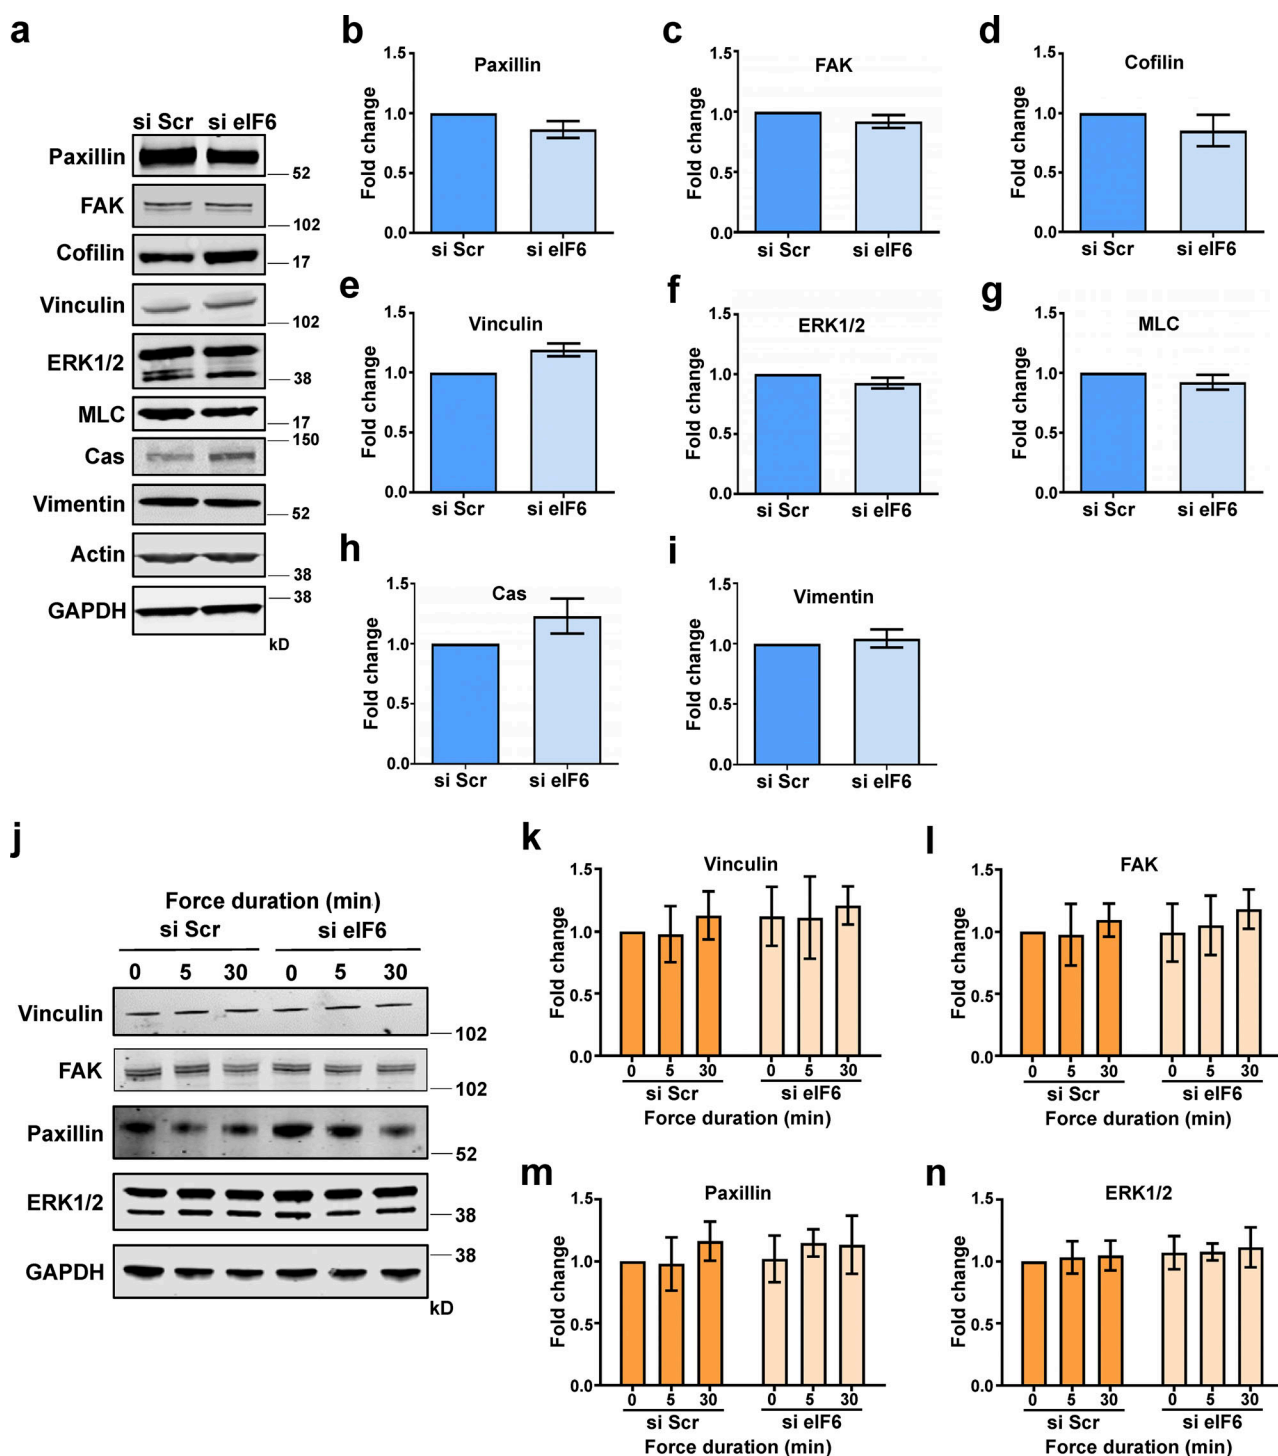 a
si Scr si eIF6
Paxillin
52
FAK
102
Cofilin
17
Vinculin
102
ERK1/2
38
MLC
17
150
Cas
Vimentin
52
Actin
38
38
GAPDH
kD
b
Paxillin
Fold change
1.5
1.0
0.5
0.0
si Scr si eIF6
c
FAK
Fold change
1.5
1.0
0.5
0.0
si Scr si eIF6
d
Cofilin
Fold change
1.5
1.0
0.5
0.0
si Scr si eIF6
e
Vinculin
Fold change
1.5
1.0
0.5
0.0
si Scr si eIF6
f
ERK1/2
Fold change
1.5
1.0
0.5
0.0
si Scr si eIF6
g
MLC
Fold change
1.5
1.0
0.5
0.0
si Scr si eIF6
h
Cas
Fold change
1.5
1.0
0.5
0.0
si Scr si eIF6
i
Vimentin
Fold change
1.5
1.0
0.5
0.0
si Scr si eIF6
j
Force duration (min)
si Scr si eIF6
0 5 30 0 5 30
Vinculin
102
FAK
102
Paxillin
52
ERK1/2
38
38
GAPDH
kD
k
Vinculin
Fold change
1.5
1.0
0.5
0.0
0 5 30 0 5 30
si Scr si eIF6
Force duration (min)
l
FAK
Fold change
1.5
1.0
0.5
0.0
0 5 30 0 5 30
si Scr si eIF6
Force duration (min)
m
Paxillin
Fold change
1.5
1.0
0.5
0.0
0 5 30 0 5 30
si Scr si eIF6
Force duration (min)
n
ERK1/2
Fold change
1.5
1.0
0.5
0.0
0 5 30 0 5 30
si Scr si eIF6
Force duration (min)